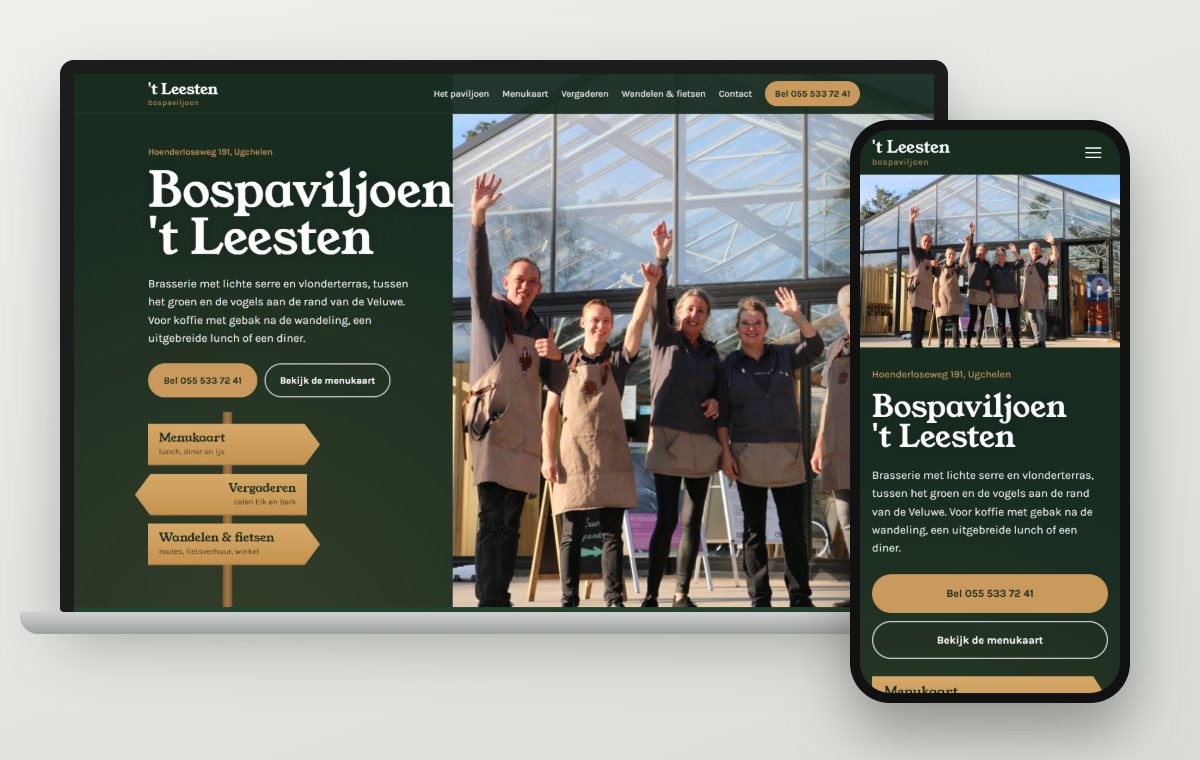 't Leesten
bospaviljoen
Het paviljoen
Menukaart
Vergaderen
Wandelen & fietsen
Contact
Bel 055 533 72 41
Hoenderloseweg 191, Ugchelen
Bospaviljoen
't Leesten
Brasserie met lichte serre en vlonderterras, tussen
het groen en de vogels aan de rand van de Veluwe.
Voor koffie met gebak na de wandeling, een
uitgebreide lunch of een diner.
Bel 055 533 72 41
Bekijk de menukaart
Menukaart
lunch, diner en ijs
Vergaderen
zalen Eik en Berk
Wandelen & fietsen
routes, fietsverhuur, winkel
't Leesten
bospaviljoen
Hoenderloseweg 191, Ugchelen
Bospaviljoen
't Leesten
Brasserie met lichte serre en vlonderterras,
tussen het groen en de vogels aan de rand
van de Veluwe. Voor koffie met gebak na de
wandeling, een uitgebreide lunch of een
diner.
Bel 055 533 72 41
Bekijk de menukaart
Menukaart